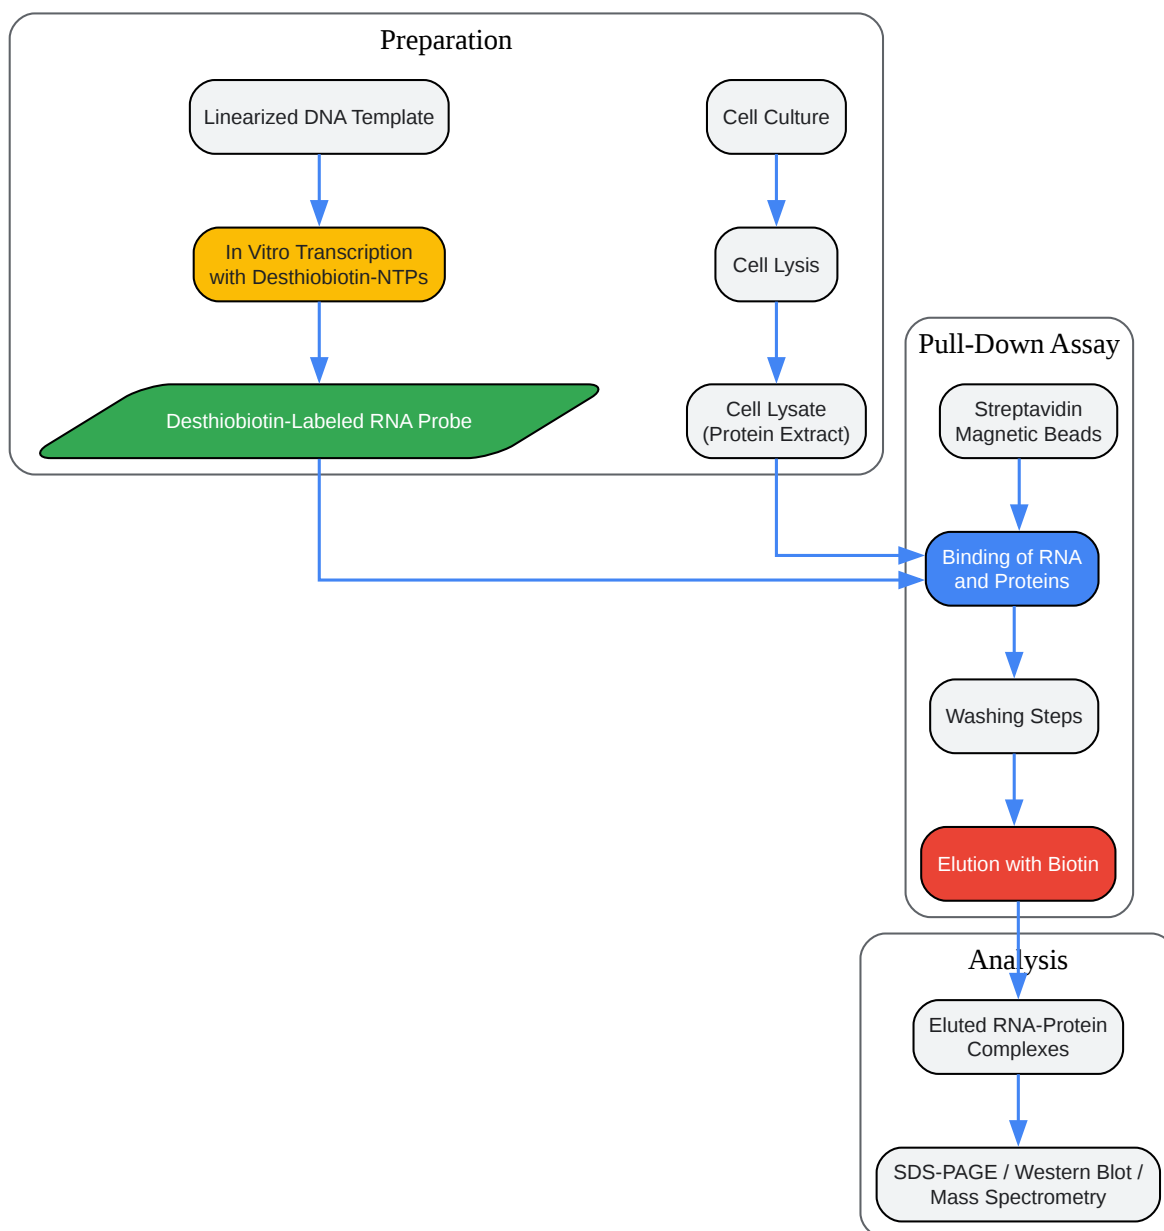 Preparation
Linearized DNA Template
Cell Culture
In Vitro Transcription
with Desthiobiotin-NTPs
Cell Lysis
Desthiobiotin-Labeled RNA Probe
Cell Lysate
(Protein Extract)
Pull-Down Assay
Streptavidin
Magnetic Beads
Binding of RNA
and Proteins
Washing Steps
Elution with Biotin
Analysis
Eluted RNA-Protein
Complexes
SDS-PAGE / Western Blot /
Mass Spectrometry